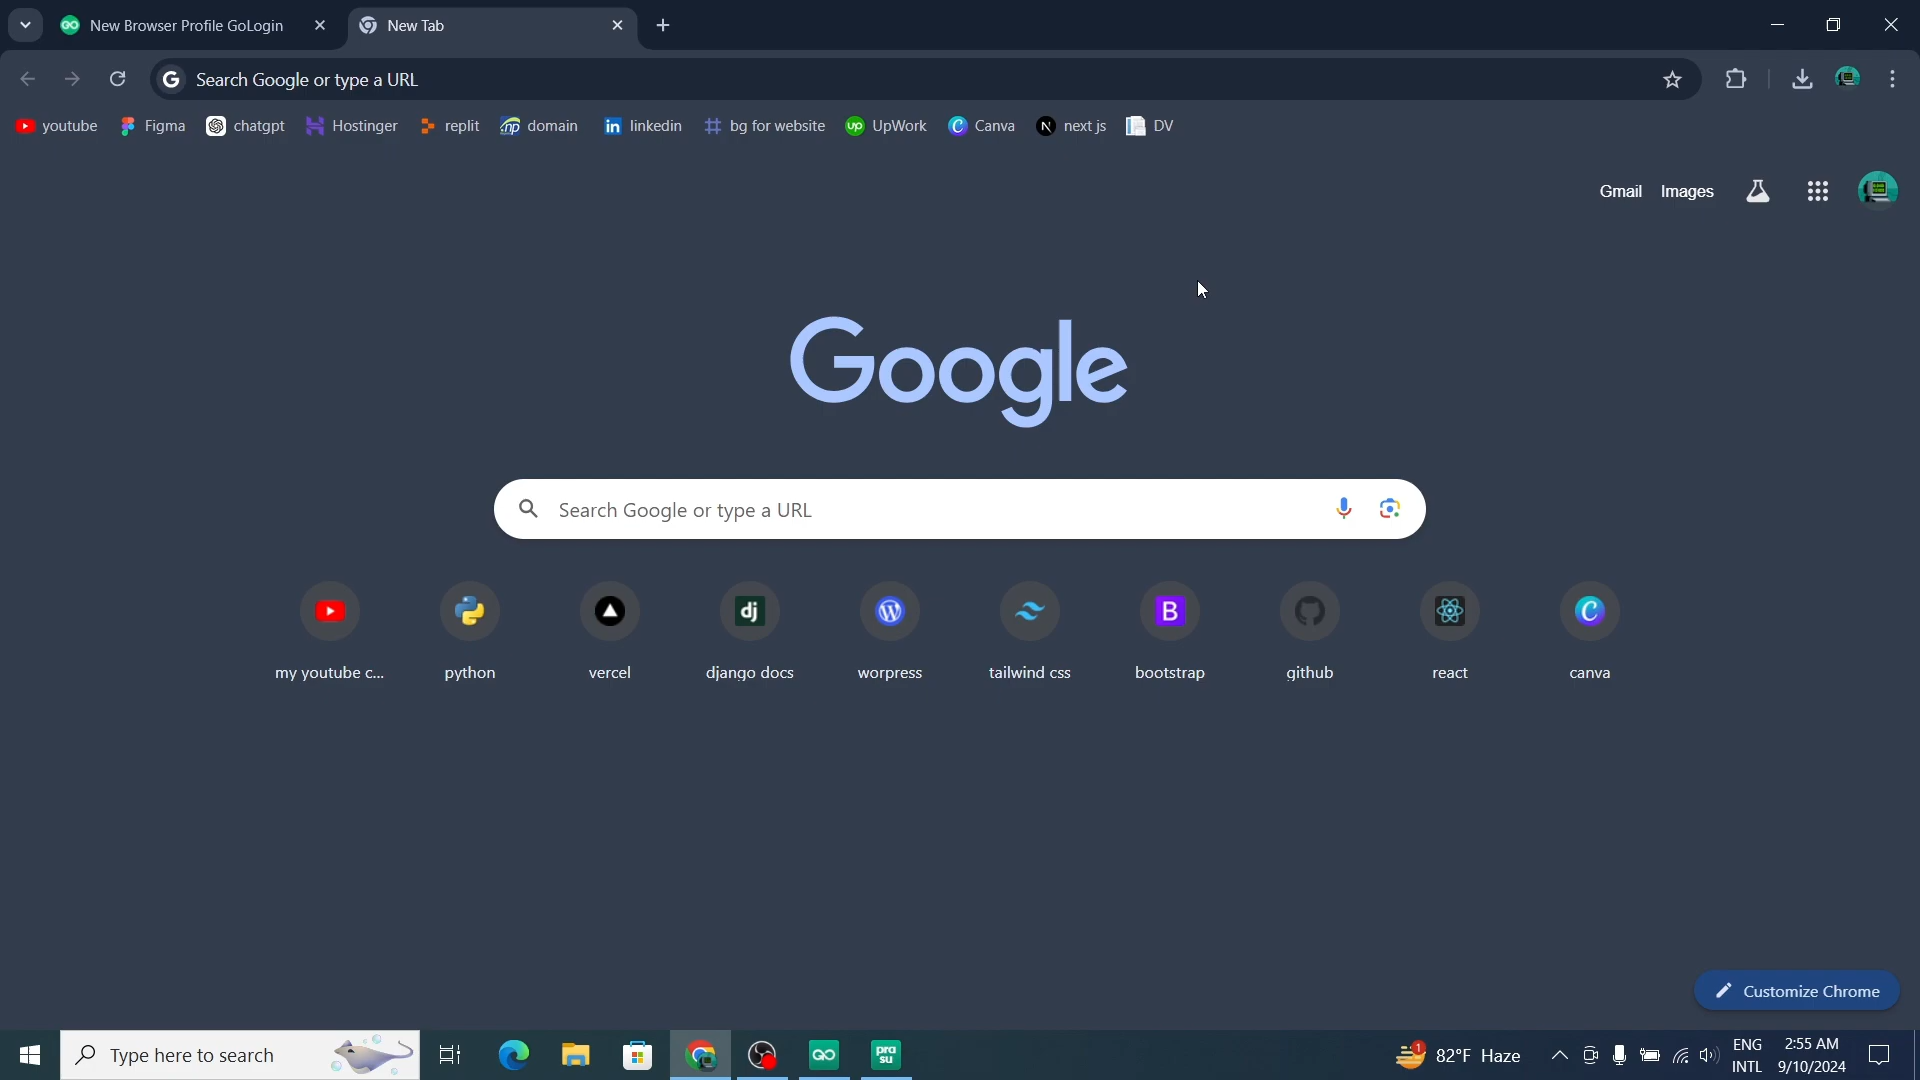 New Browser Profile GoLogin
New Tab
Search Google or type a URL
youtube
Figma
chatgpt
Hostinger
replit
domain
linkedin
bg for website
UpWork
Canva
next js
DV
Gmail
Images
Google
Search Google or type a URL
my youtube c...
python
vercel
django docs
worpress
tailwind css
bootstrap
github
react
canva
Customize Chrome
Type here to search
82°F Haze
ENG
INTL
2:55 AM
9/10/2024